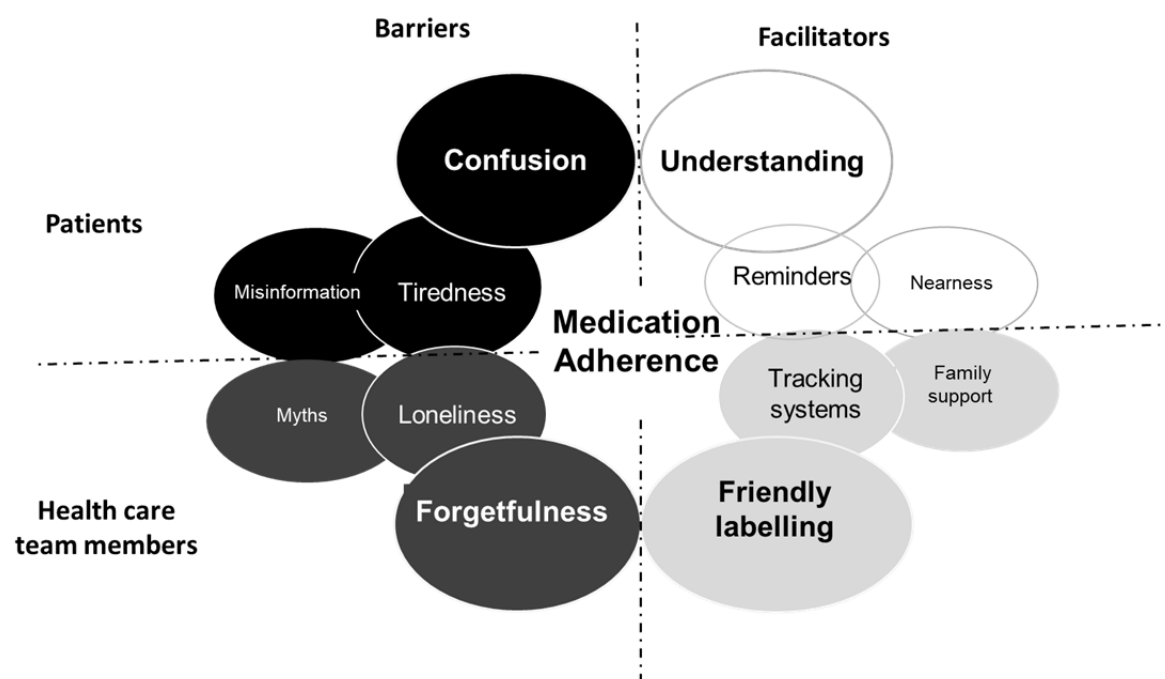 Barriers
Facilitators
Confusion
Understanding
Patients
Misinformation
Tiredness
Reminders
Nearness
Medication
Adherence
Myths
Loneliness
Tracking
systems
Family
support
Health care
team members
Forgetfulness
Friendly
labelling